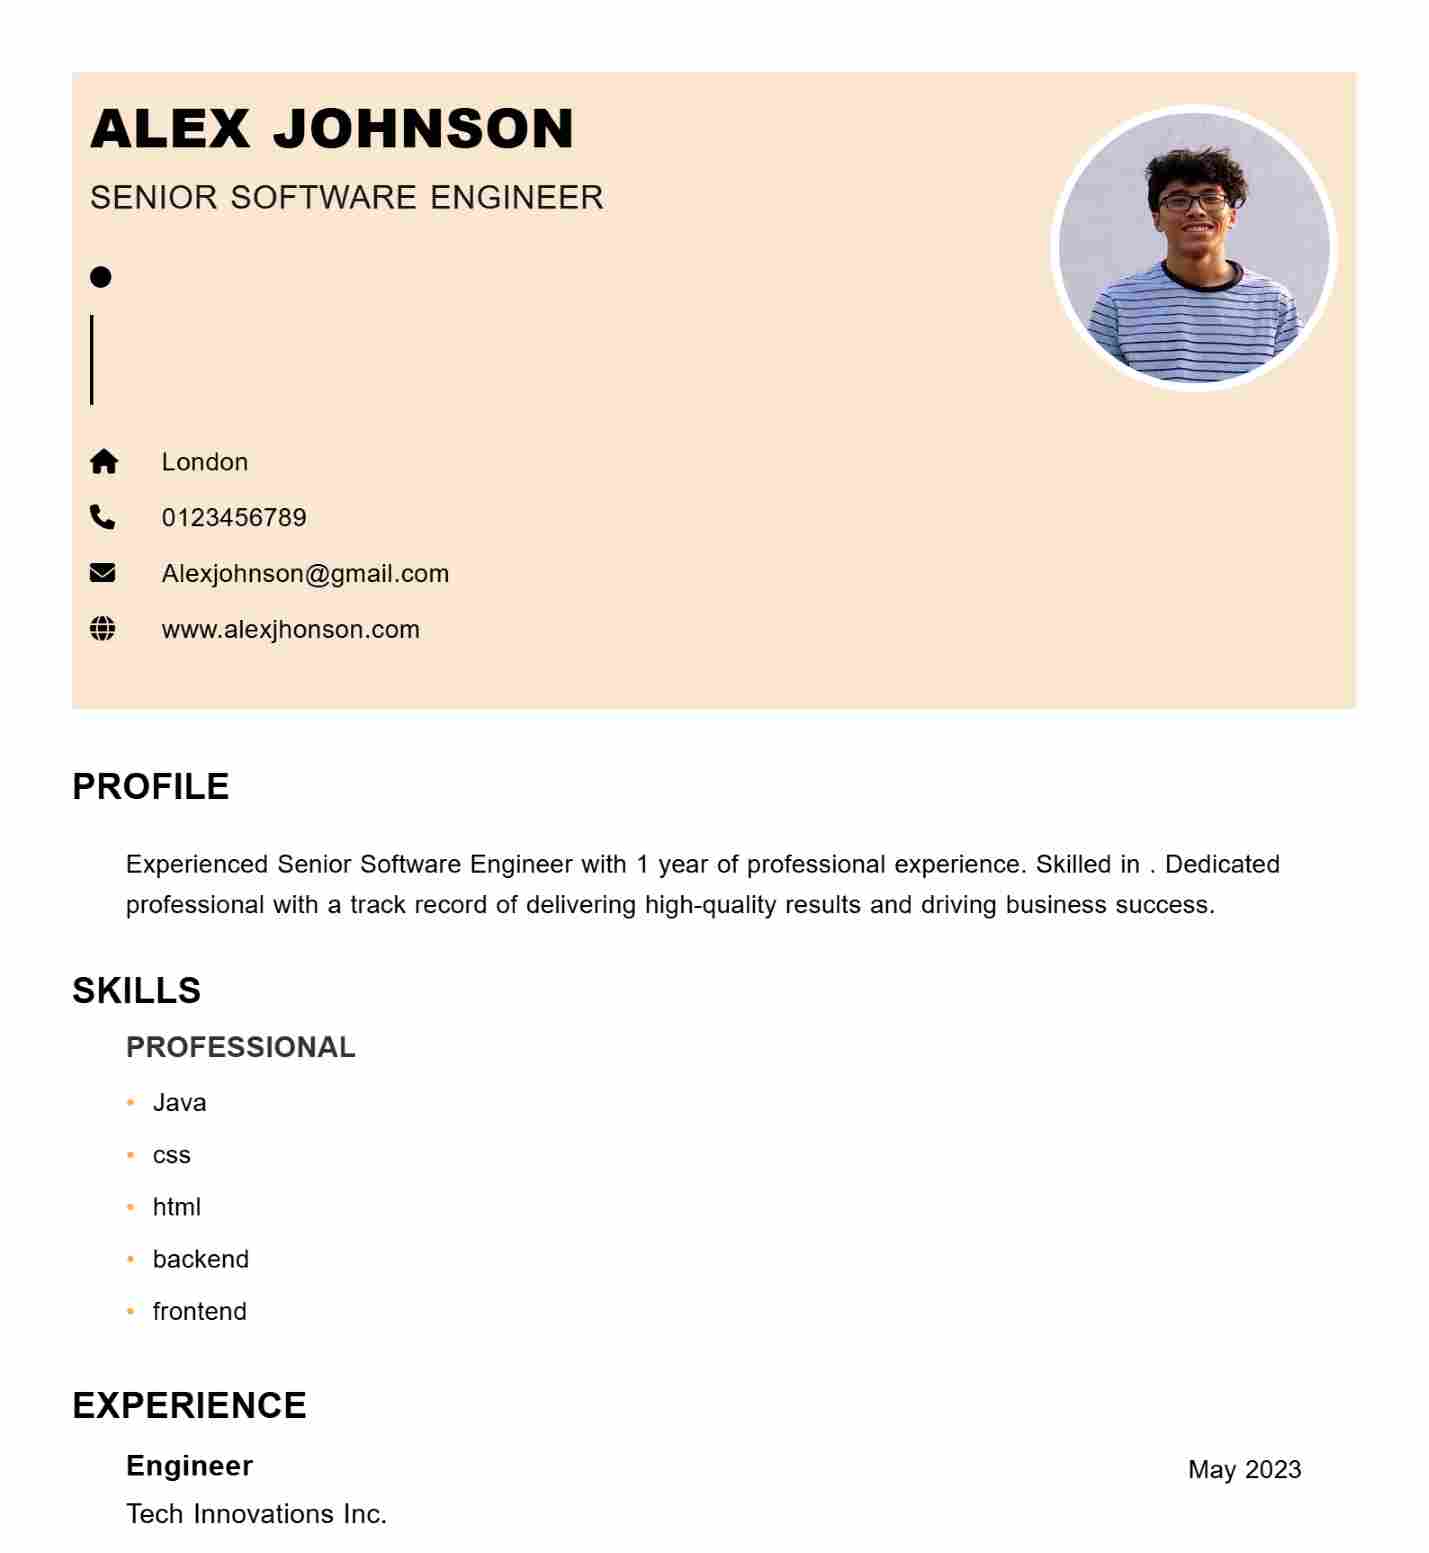 ALEX JOHNSON
SENIOR SOFTWARE ENGINEER
London
0123456789
Alexjohnson@gmail.com
www.alexjhonson.com
PROFILE
Experienced Senior Software Engineer with 1 year of professional experience. Skilled in . Dedicated
professional with a track record of delivering high-quality results and driving business success.
SKILLS
PROFESSIONAL
• Java
• css
• html
• backend
• frontend
EXPERIENCE
Engineer May 2023
Tech Innovations Inc.